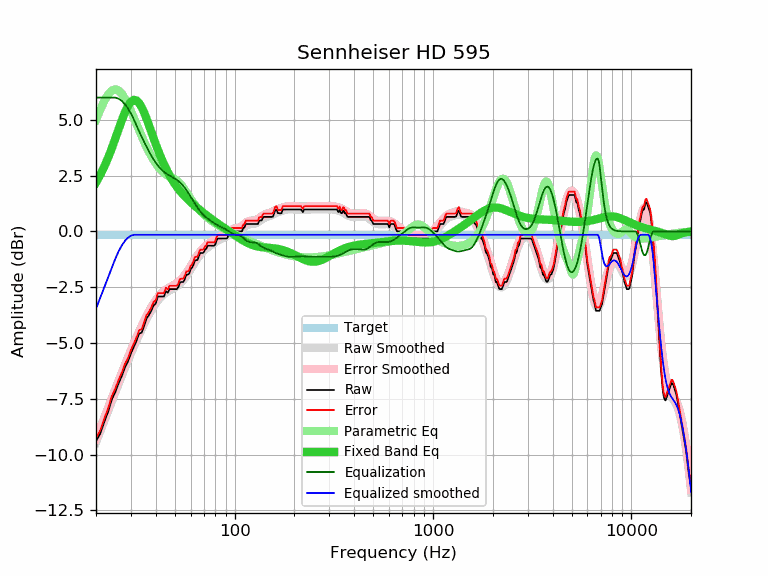 Sennheiser HD 595
Amplitude (dBr)
5.0
2.5
0.0
−2.5
−5.0
−7.5
−10.0
−12.5
Target
Raw Smoothed
Error Smoothed
Raw
Error
Parametric Eq
Fixed Band Eq
Equalization
Equalized smoothed
100
1000
10000
Frequency (Hz)